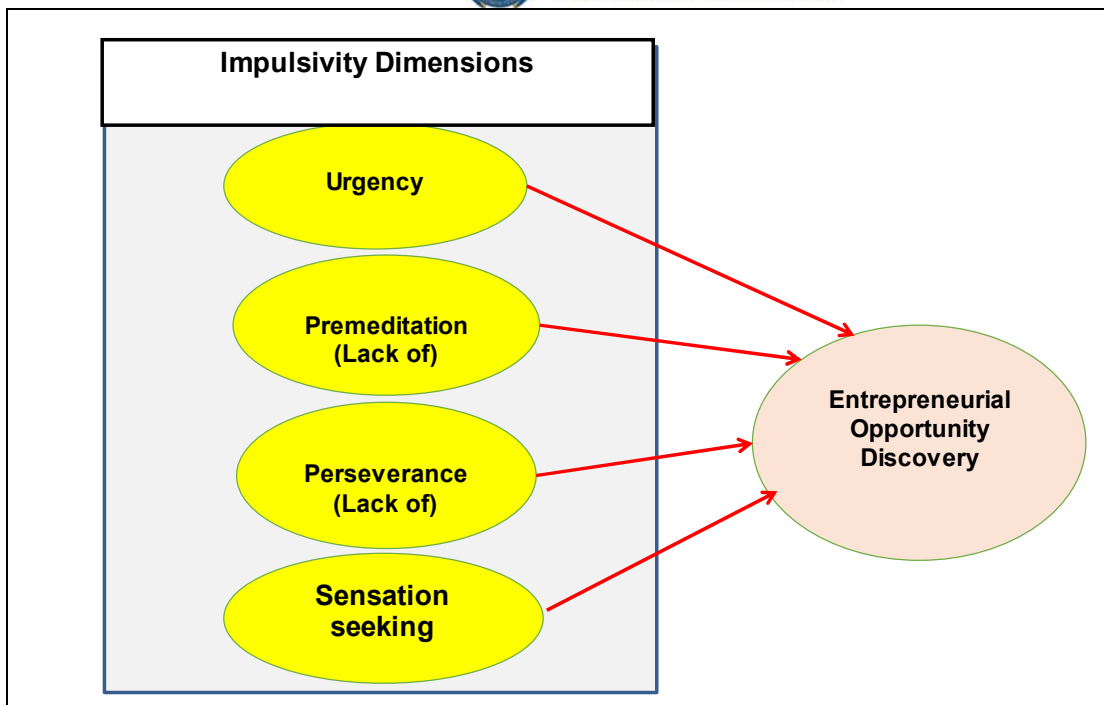 Impulsivity Dimensions
Urgency
Premeditation
(Lack of)
Perseverance
(Lack of)
Sensation
seeking
Entrepreneurial
Opportunity
Discovery